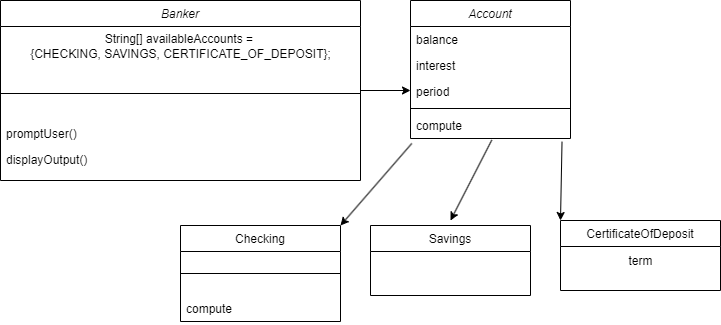 Banker
String[] availableAccounts =
{CHECKING, SAVINGS, CERTIFICATE_OF_DEPOSIT};
promptUser()
displayOutput()
Account
balance
interest
period
compute
Checking
compute
Savings
CertificateOfDeposit
term